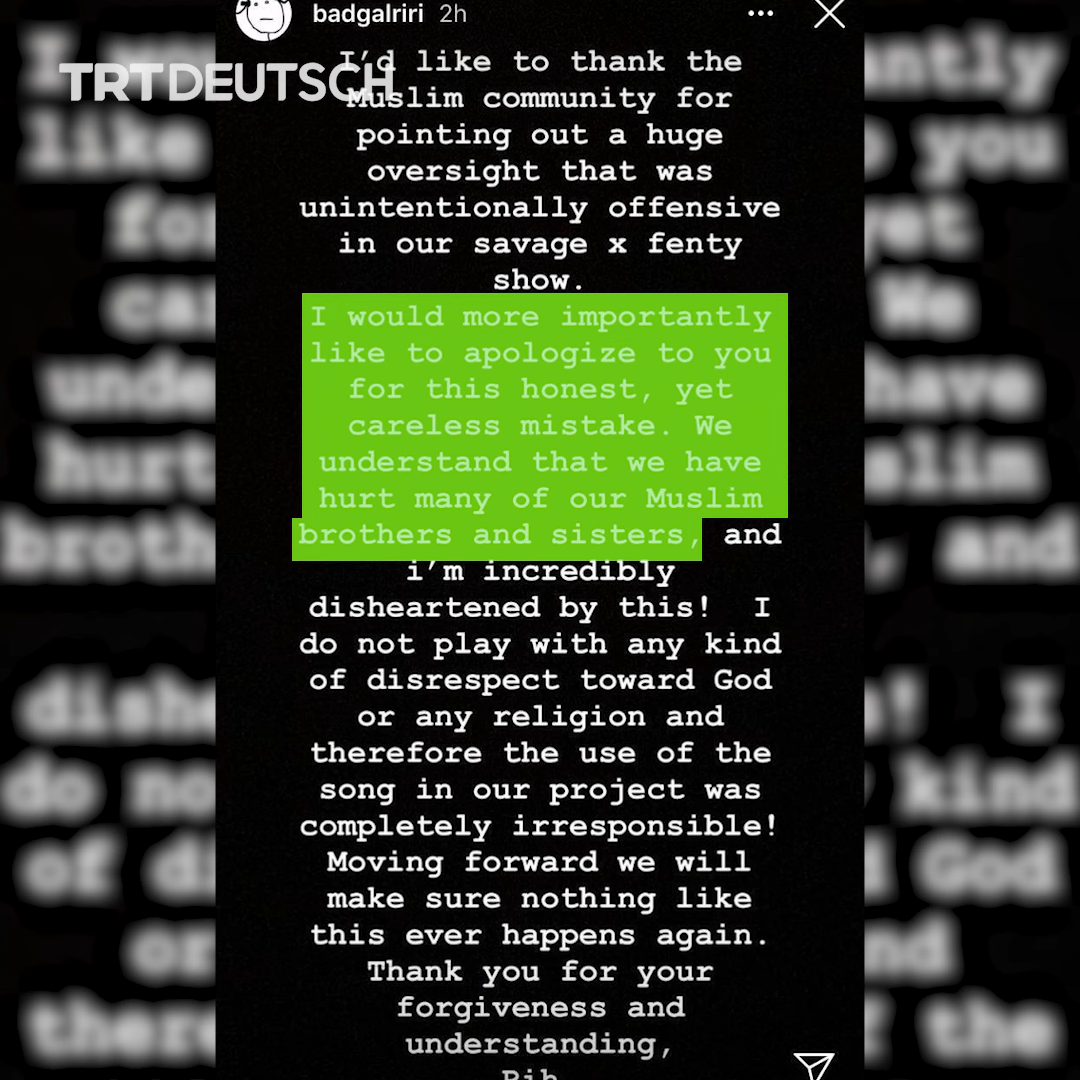 badgalriri 2h
TRTDEUTSCH
I'd like to thank the
Muslim community for
pointing out a huge
oversight that was
unintentionally offensive
in our savage x fenty
show.
I would more importantly
like to apologize to you
for this honest, yet
careless mistake. We
understand that we have
hurt many of our Muslim
brothers and sisters, and
i'm incredibly
disheartened by this!  I
do not play with any kind
of disrespect toward God
or any religion and
therefore the use of the
song in our project was
completely irresponsible!
Moving forward we will
make sure nothing like
this ever happens again.
Thank you for your
forgiveness and
understanding,